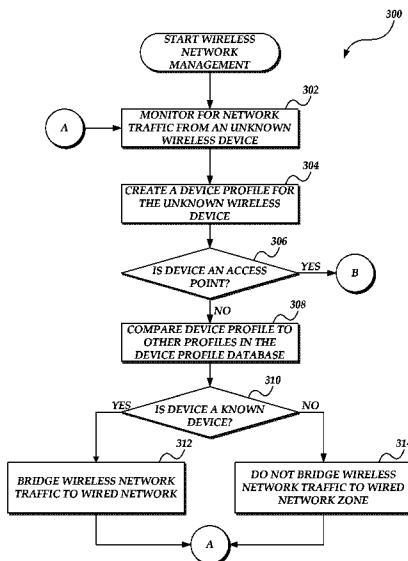 300
START WIRELESS
NETWORK
MANAGEMENT
302
A
MONITOR FOR NETWORK
TRAFFIC FROM AN UNKNOWN
WIRELESS DEVICE
304
CREATE A DEVICE PROFILE FOR
THE UNKNOWN WIRELESS
DEVICE
306
IS DEVICE AN ACCESS
POINT?
YES
B
NO
308
COMPARE DEVICE PROFILE TO
OTHER PROFILES IN THE
DEVICE PROFILE DATABASE
310
YES
IS DEVICE A KNOWN
DEVICE?
NO
312
BRIDGE WIRELESS NETWORK
TRAFFIC TO WIRED NETWORK
314
DO NOT BRIDGE WIRELESS
NETWORK TRAFFIC TO WIRED
NETWORK ZONE
A